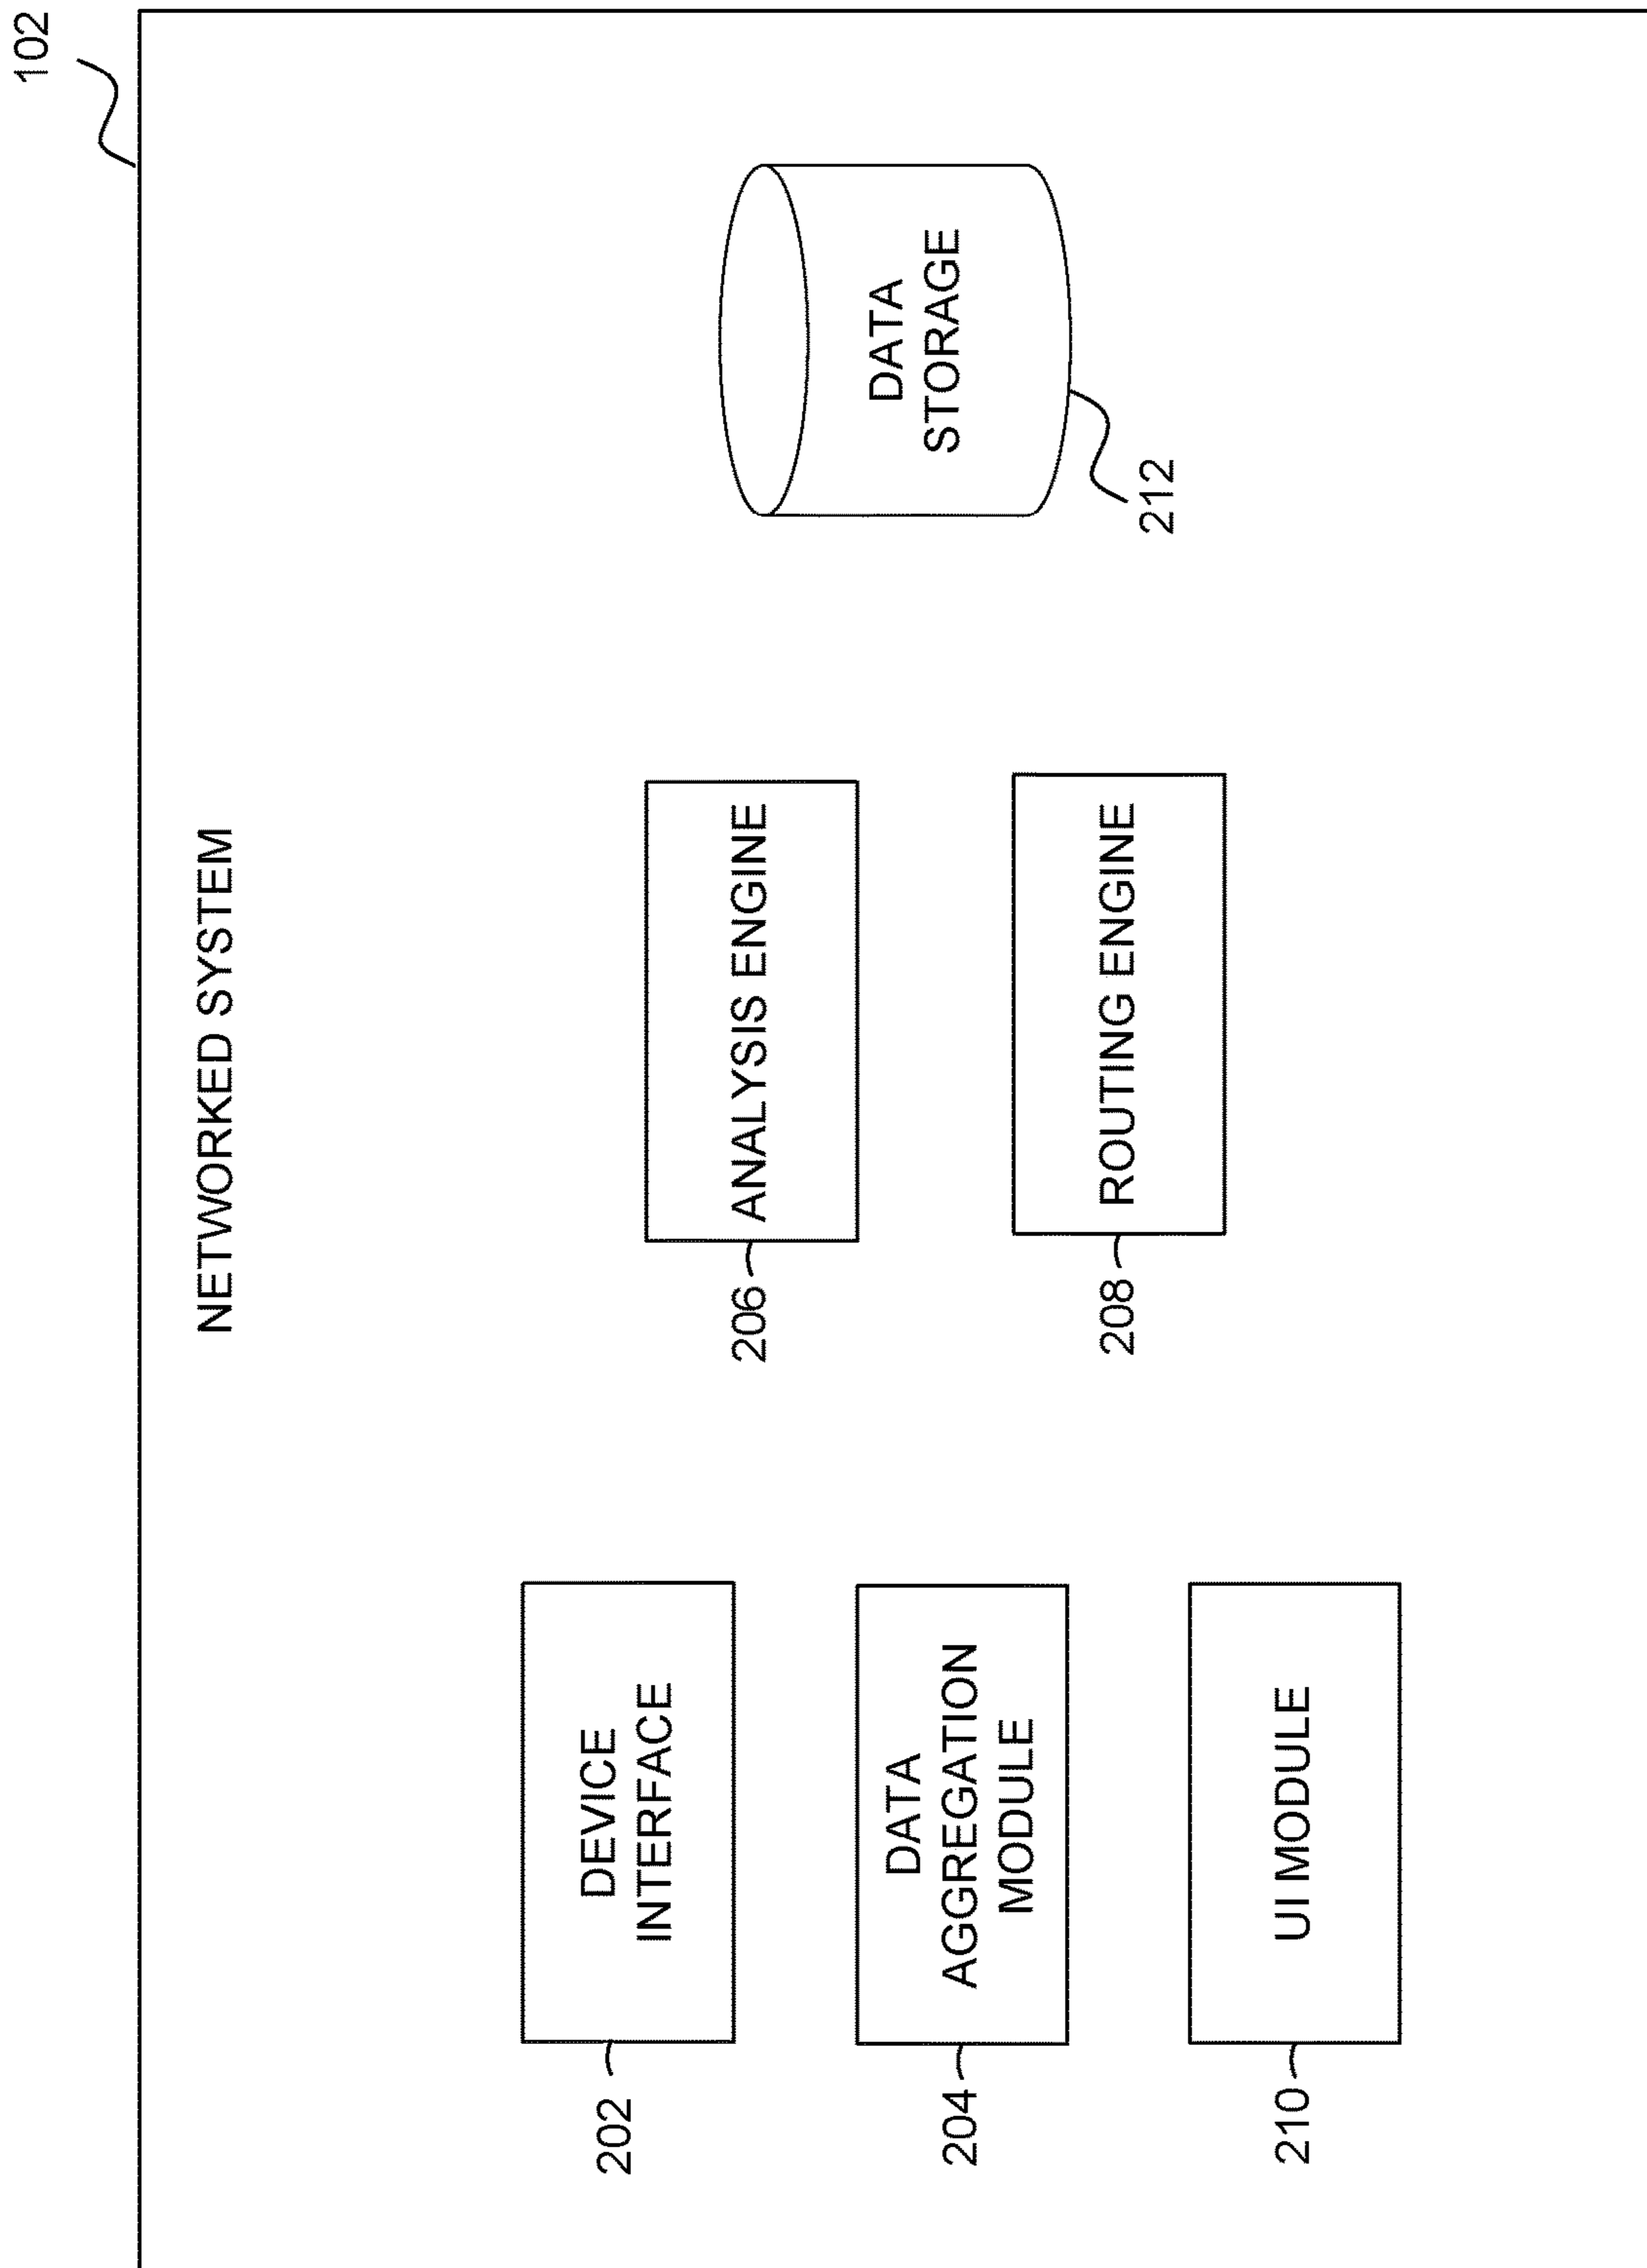 102
NETWORKED SYSTEM
202
DEVICE
INTERFACE
204
DATA
AGGREGATION
MODULE
210
UI MODULE
206
ANALYSIS ENGINE
208
ROUTING ENGINE
DATA
STORAGE
212